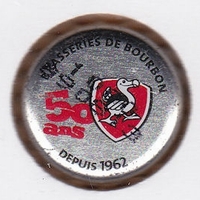 BRASSERIES DE BOURBON
50
ans
DEPUIS 1962